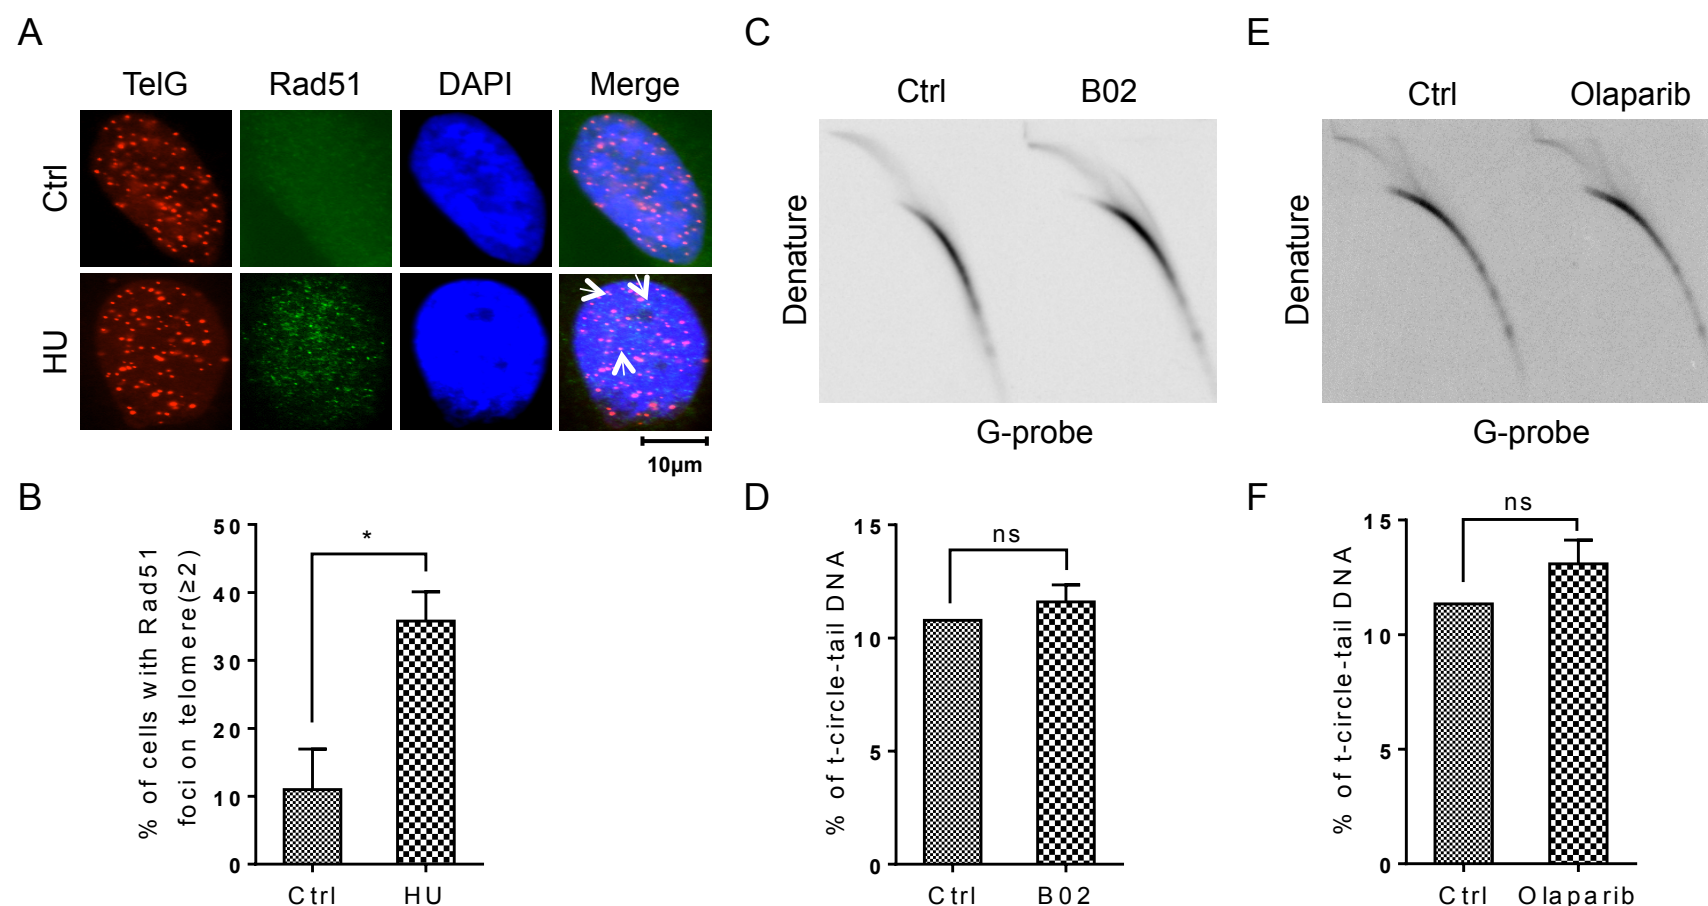 A
TelG Rad51 DAPI Merge
Ctrl
HU
10μm
B
% of cells with Rad51
foci on telomere(≥2)
50
40
30
20
10
0
*
Ctrl HU
C
Ctrl B02
Denature
G-probe
D
% of t-circle-tail DNA
15
10
5
0
ns
Ctrl B02
E
Ctrl Olaparib
Denature
G-probe
F
% of t-circle-tail DNA
15
10
5
0
ns
Ctrl Olaparib